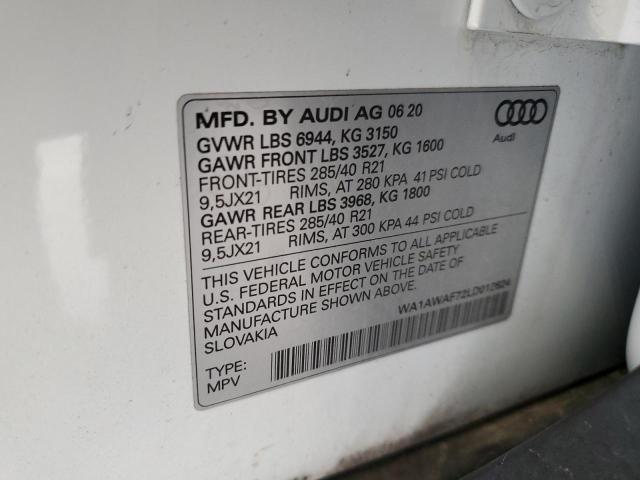 MFD. BY AUDI AG 06 20
GVWR LBS 6944, KG 3150
GAWR FRONT LBS 3527, KG 1600
FRONT-TIRES 285/40 R21
9,5JX21 RIMS, AT 280 KPA 41 PSI COLD
GAWR REAR LBS 3968, KG 1800
REAR-TIRES 285/40 R21
9,5JX21 RIMS, AT 300 KPA 44 PSI COLD
Audi
THIS VEHICLE CONFORMS TO ALL APPLICABLE
U.S. FEDERAL MOTOR VEHICLE SAFETY
STANDARDS IN EFFECT ON THE DATE OF
MANUFACTURE SHOWN ABOVE.
SLOVAKIA
WA1AWAF72LD012624
TYPE:
MPV